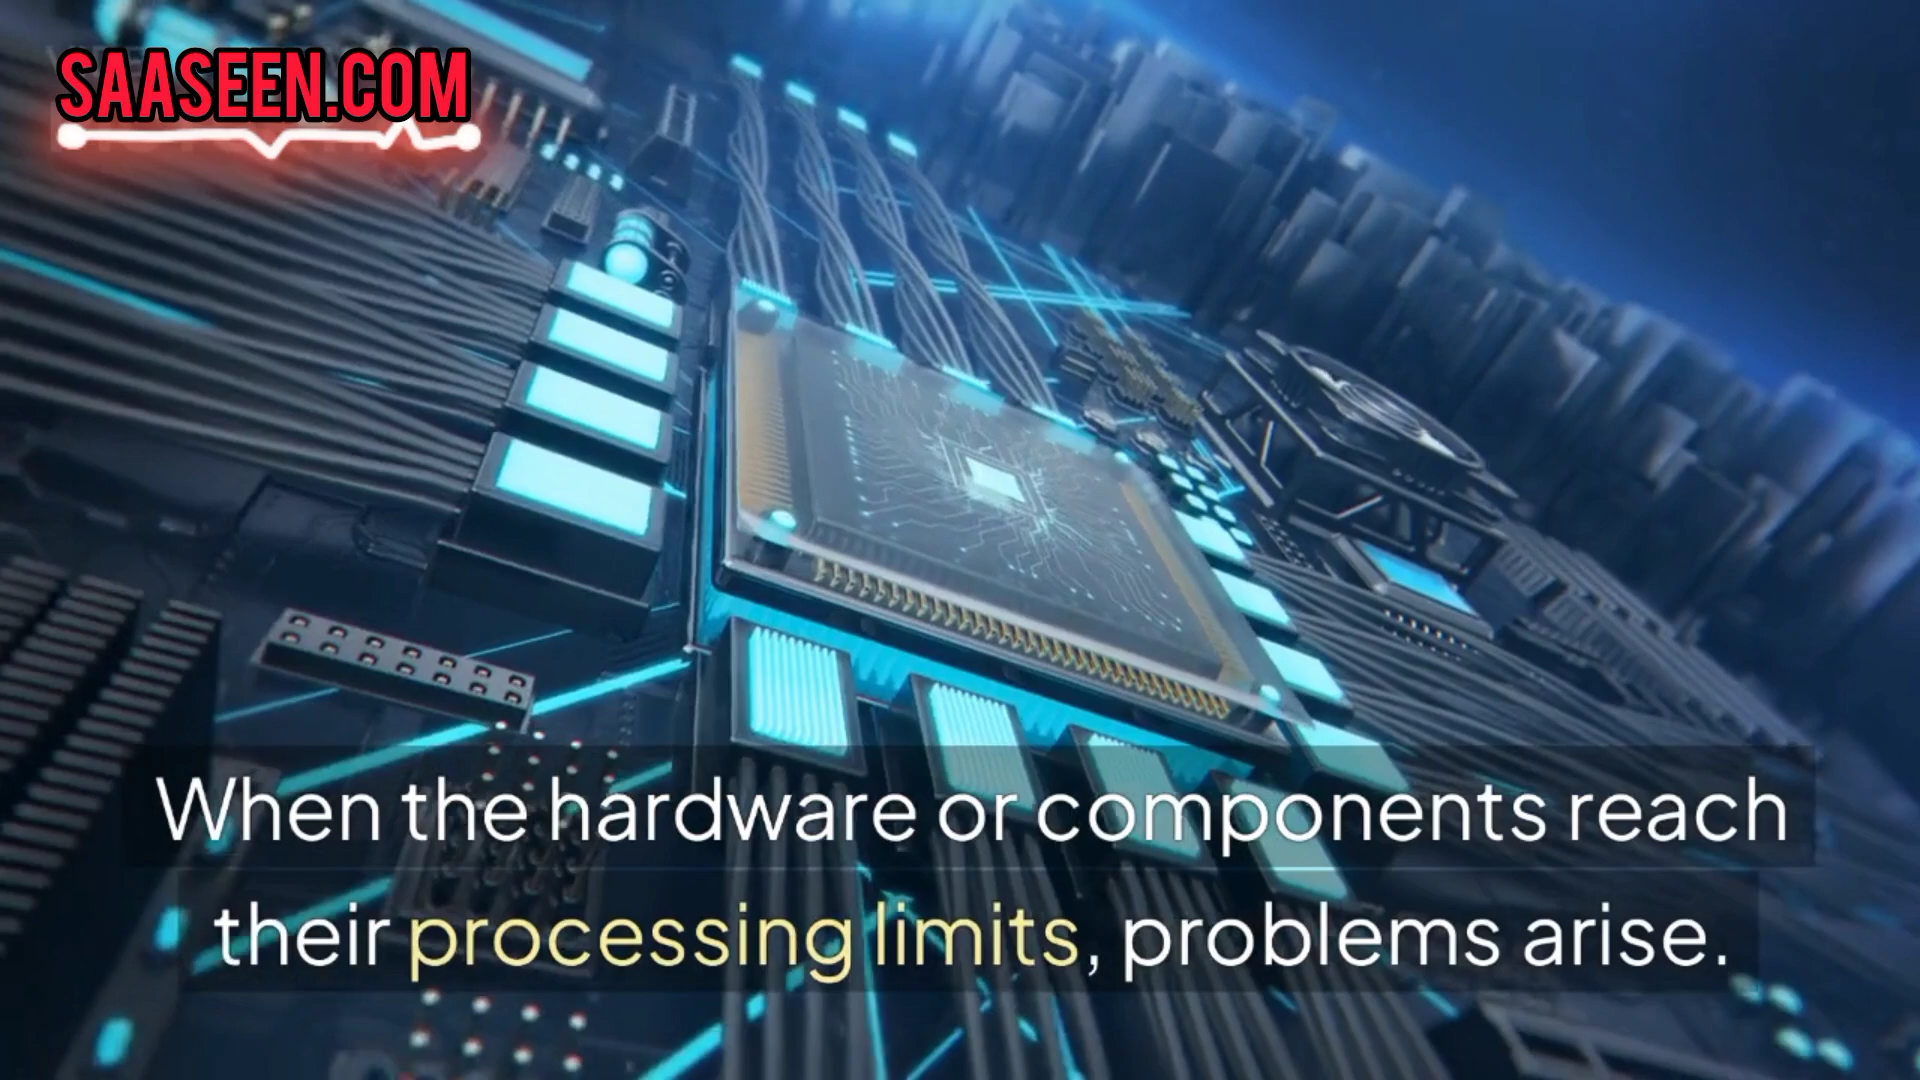 SAASEEN.COM
When the hardware or components reach
their processing limits, problems arise.